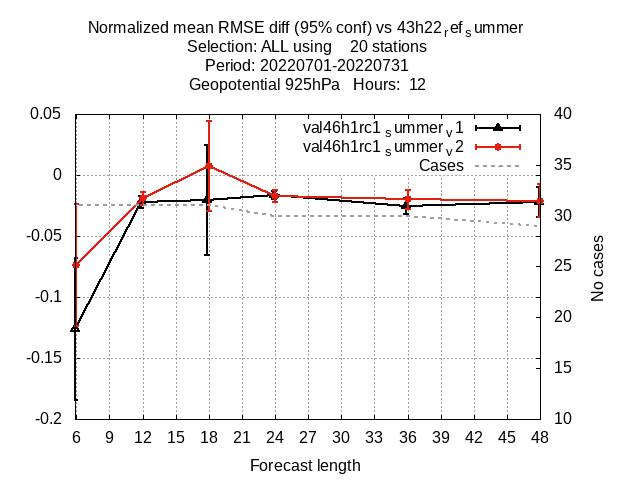 Normalized mean RMSE diff (95% conf) vs 43h22refsummer
Selection: ALL using 20 stations
Period: 20220701-20220731
Geopotential 925hPa Hours: 12
0.05 40
val46h1rc1summerv1
val46h1rc1summerv2
Cases
0 35
-0.05 30
-0.1 25
-0.15 20
15
-0.2 10
No cases
6 9 12 15 18 21 24 27 30 33 36 39 42 45 48
Forecast length